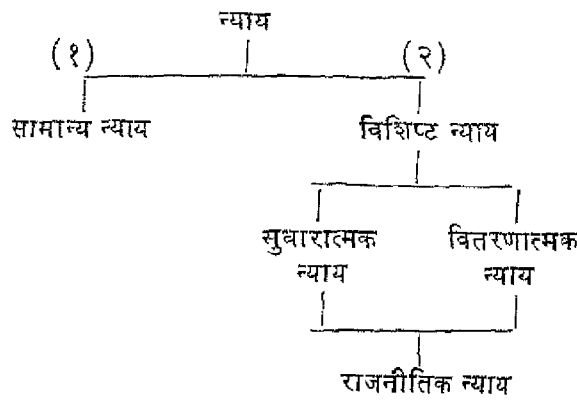 न्याय
(१) (२)
सामान्य न्याय विशिष्ट न्याय
सुधारात्मक वितरणात्मक
न्याय न्याय
राजनीतिक न्याय